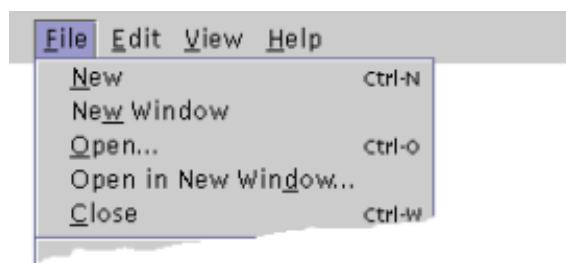 File Edit View Help
New Ctrl-N
New Window
Open... Ctrl-O
Open in New Window...
Close Ctrl-W